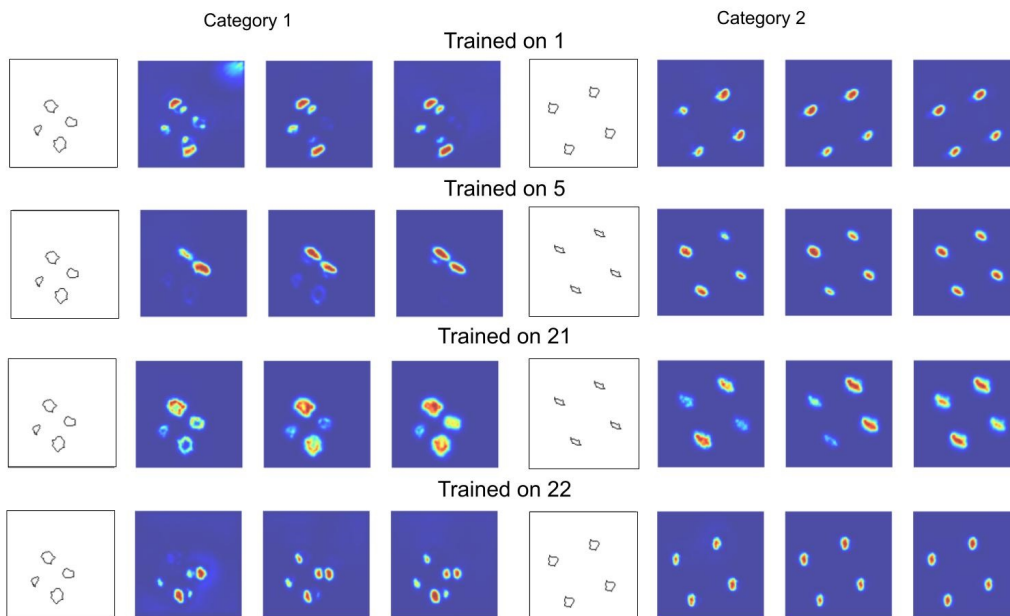 Category 1
Category 2
Trained on 1
Trained on 5
Trained on 21
Trained on 22